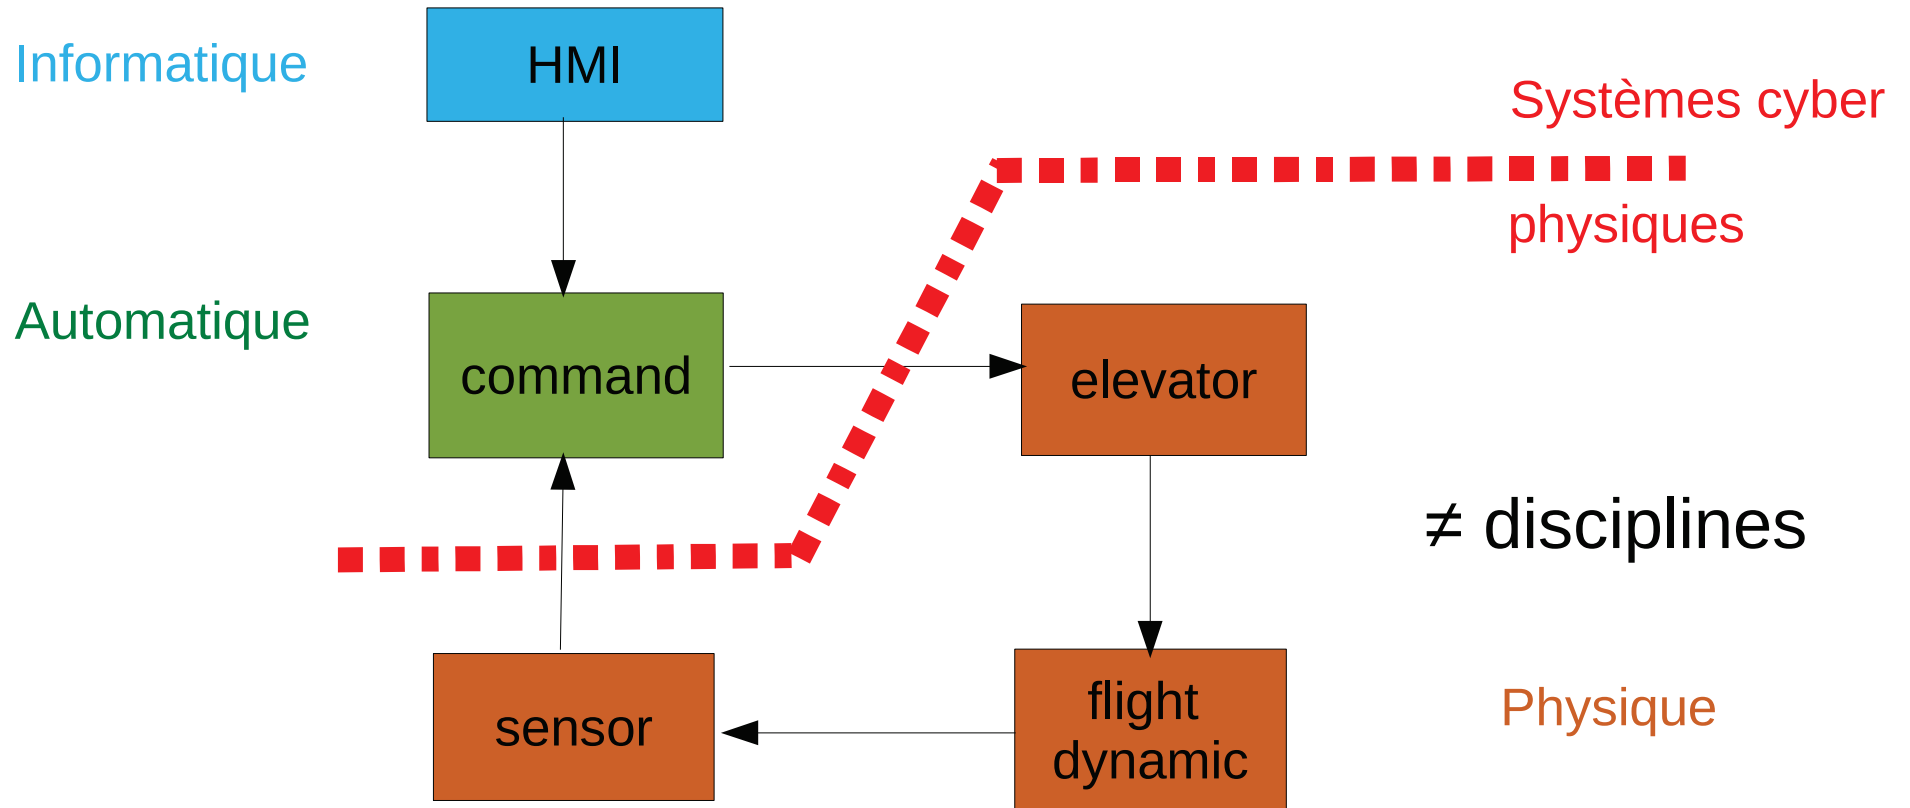 Informatique
HMI
Systèmes cyber
physiques
Automatique
command
elevator
≠ disciplines
sensor
flight
dynamic
Physique